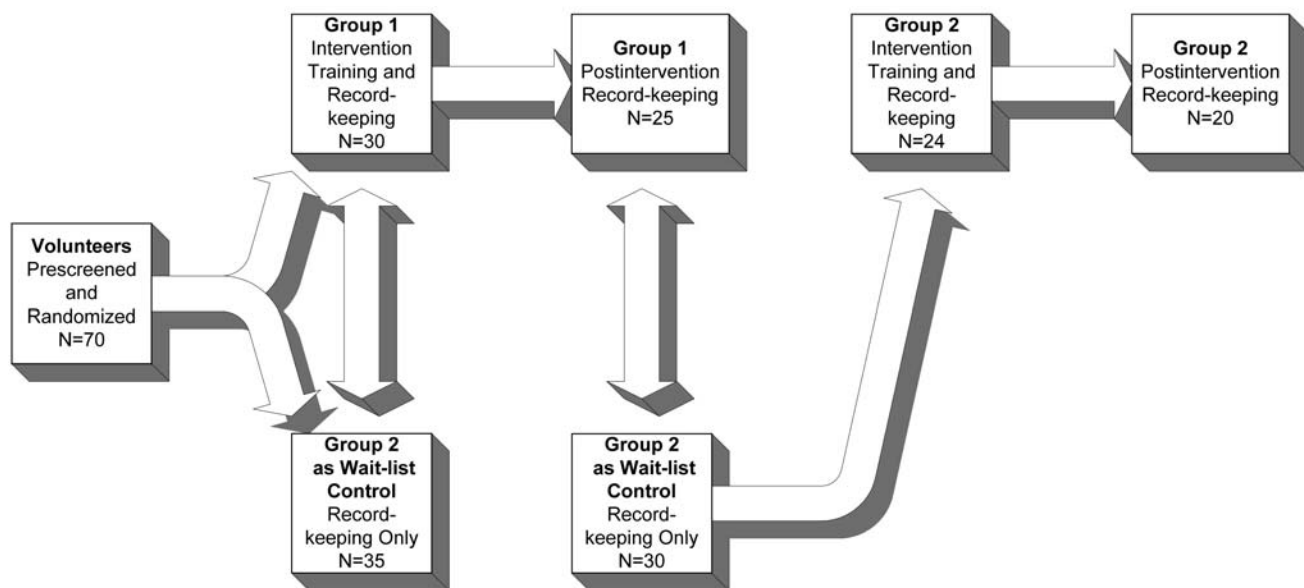 Volunteers
Prescreened
and
Randomized
N=70
Group 1
Intervention
Training and
Record-
keeping
N=30
Group 1
Postintervention
Record-keeping
N=25
Group 2
as Wait-list
Control
Record-
keeping Only
N=35
Group 2
as Wait-list
Control
Record-
keeping Only
N=30
Group 2
Intervention
Training and
Record-
keeping
N=24
Group 2
Postintervention
Record-keeping
N=20